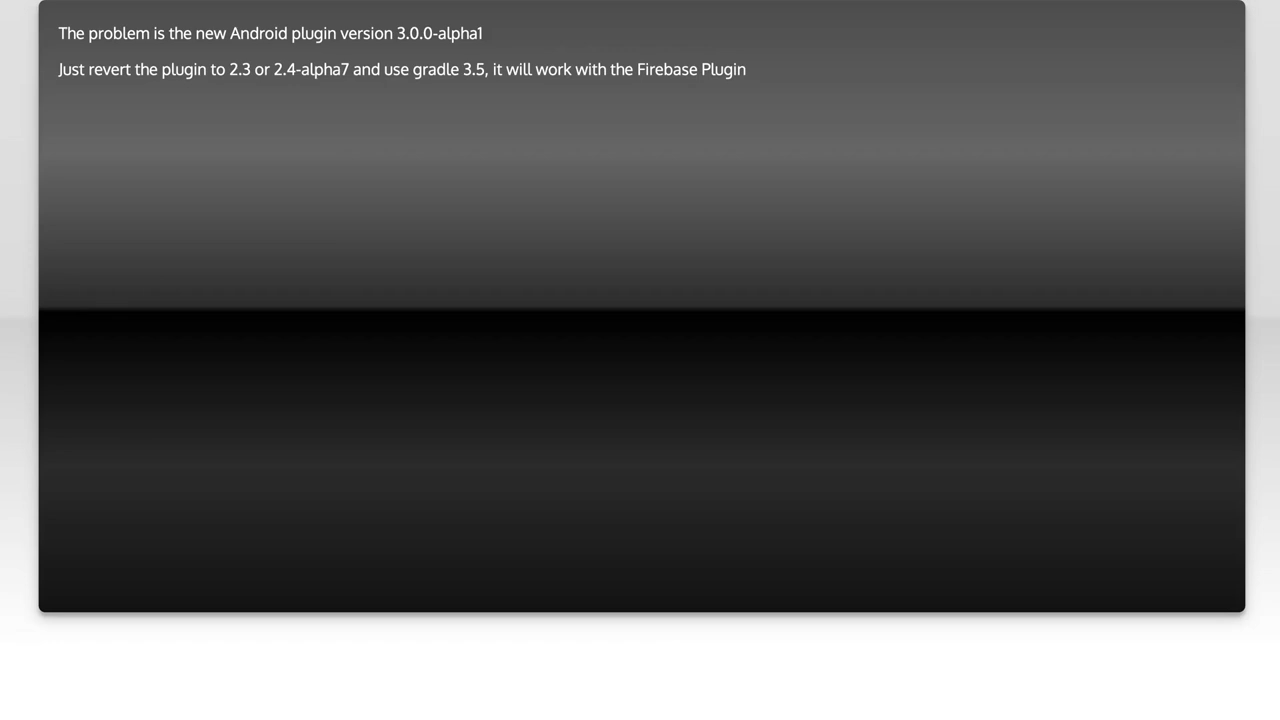 The problem is the new Android plugin version 3.0.0-alpha1
Just revert the plugin to 2.3 or 2.4-alpha7 and use gradle 3.5, it will work with the Firebase Plugin